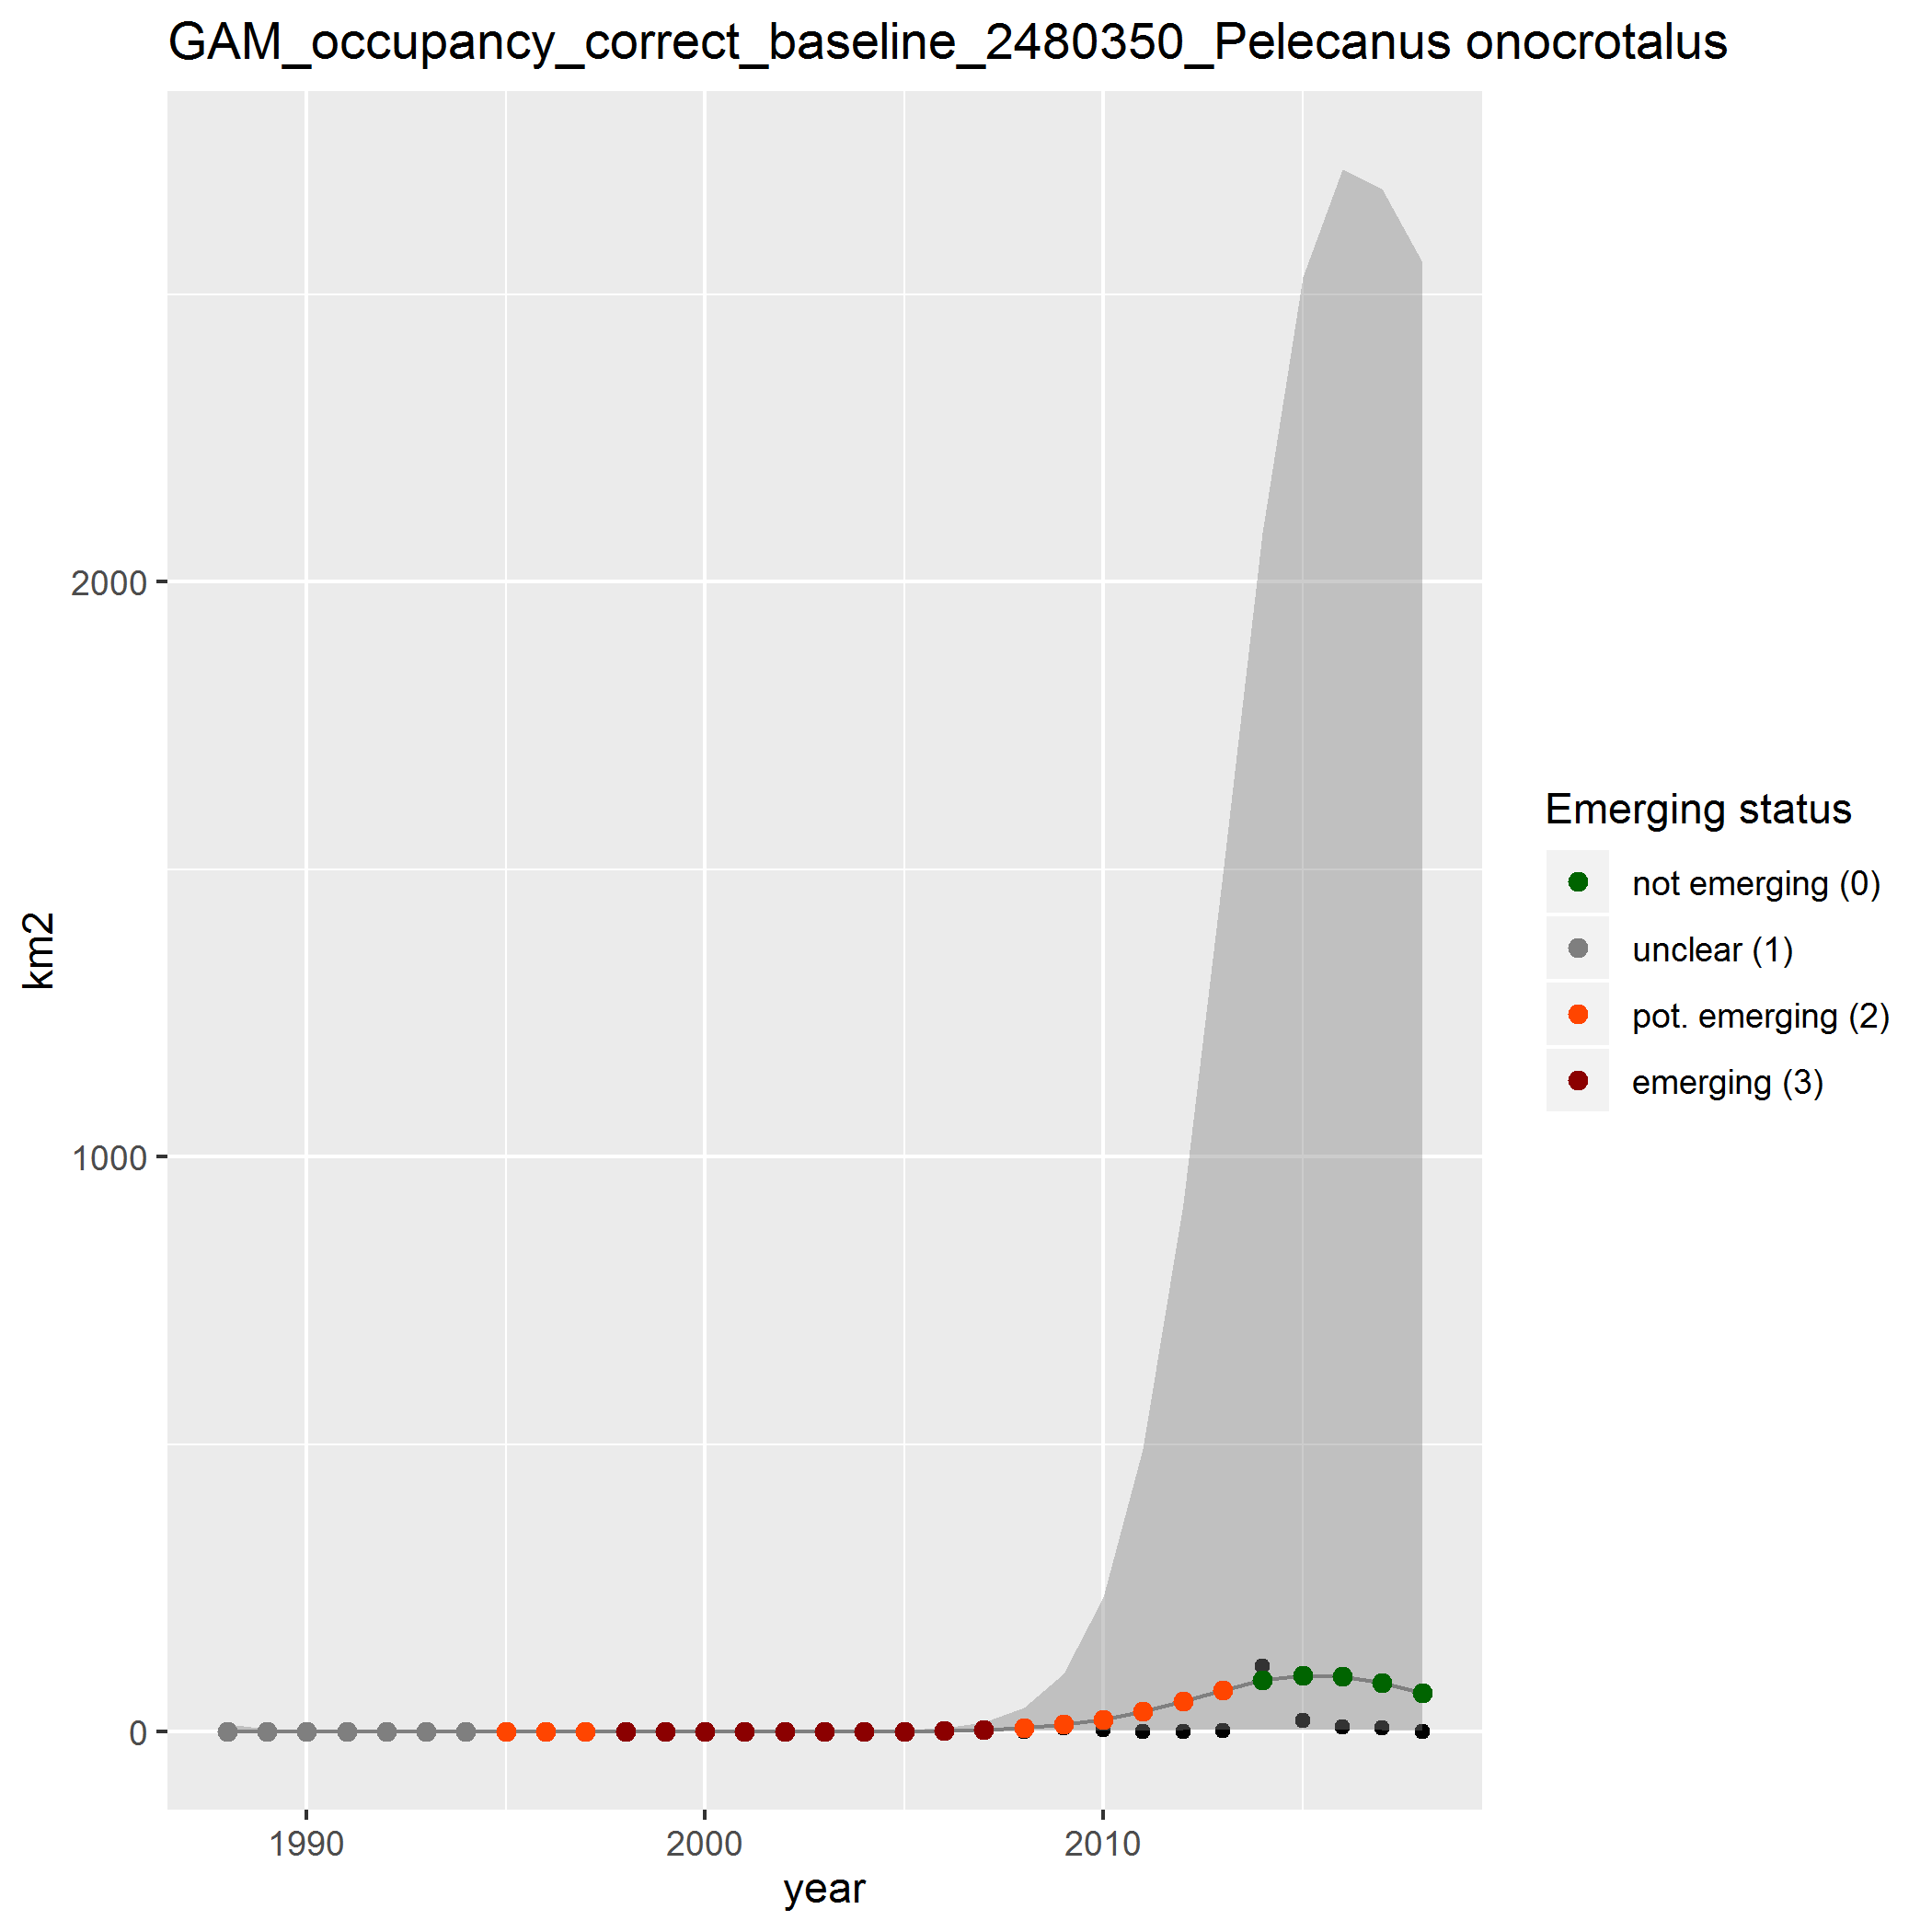 GAM_occupancy_correct_baseline_2480350_Pelecanus onocrotalus
km2
2000
1000
0
1990
2000
2010
year
Emerging status
not emerging (0)
unclear (1)
pot. emerging (2)
emerging (3)